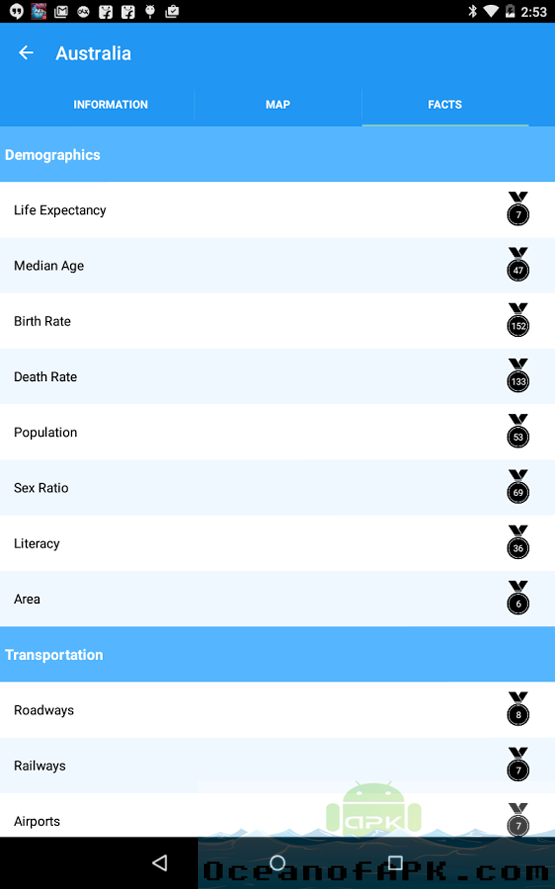 2:53
Australia
INFORMATION MAP FACTS
Demographics
Life Expectancy 7
Median Age 47
Birth Rate 152
Death Rate 133
Population 53
Sex Ratio 69
Literacy 36
Area 6
Transportation
Roadways 8
Railways 7
Airports 7
apk
OceanofAPK.com